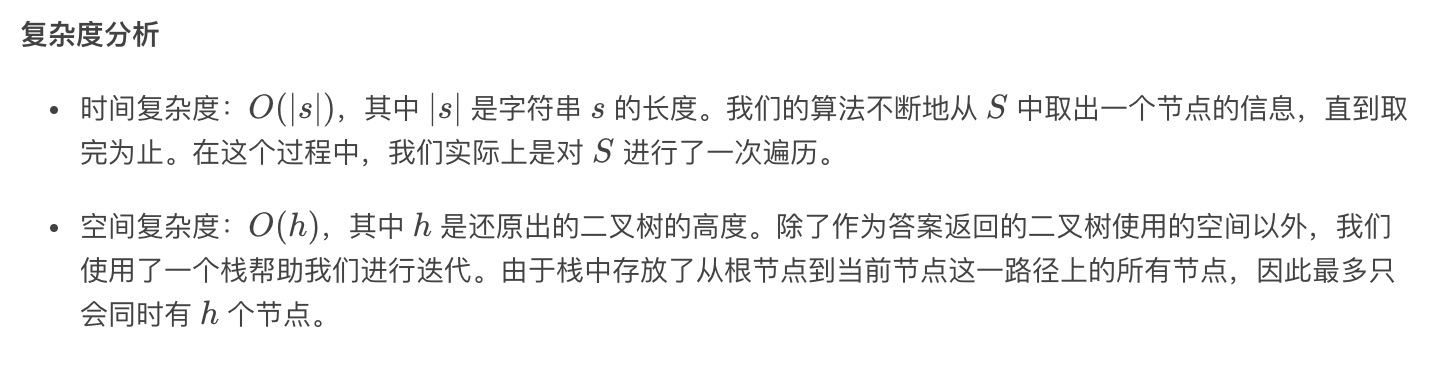 复杂度分析
• 时间复杂度：O(|s|)，其中 |s| 是字符串 s 的长度。我们的算法不断地从 S 中取出一个节点的信息，直到取
完为止。在这个过程中，我们实际上是对 S 进行了一次遍历。
• 空间复杂度：O(h)，其中 h 是还原出的二叉树的高度。除了作为答案返回的二叉树使用的空间以外，我们
使用了一个栈帮助我们进行迭代。由于栈中存放了从根节点到当前节点这一路径上的所有节点，因此最多只
会同时有 h 个节点。